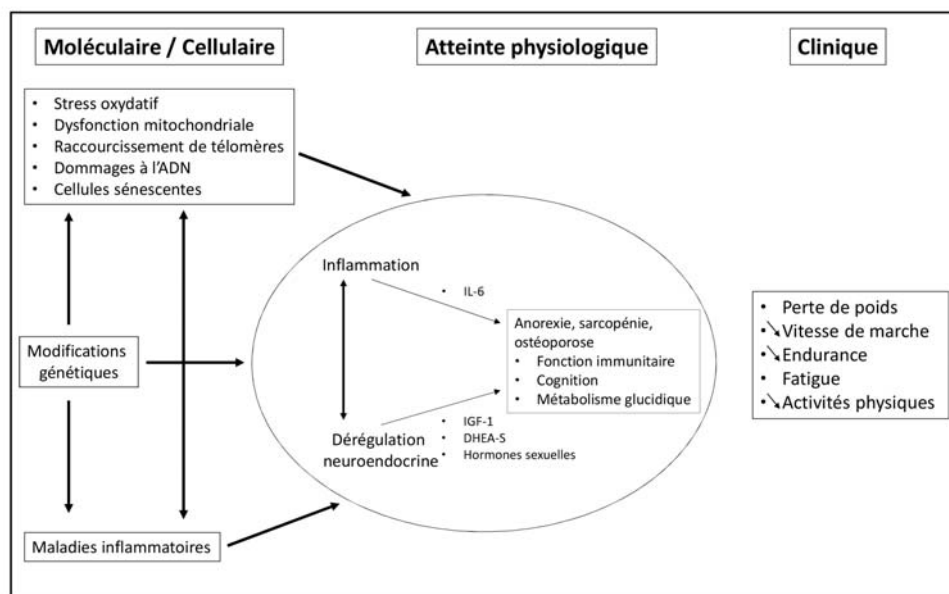 Moléculaire / Cellulaire
Atteinte physiologique
Clinique
• Stress oxydatif
• Dysfonction mitochondriale
• Raccourcissement de télomères
• Dommages à l'ADN
• Cellules sénescentes
Modifications
génétiques
Maladies inflammatoires
Inflammation
• IL-6
Anorexie, sarcopénie,
ostéoporose
• Fonction immunitaire
• Cognition
• Métabolisme glucidique
Dérégulation
neuroendocrine
• IGF-1
• DHEA-S
• Hormones sexuelles
• Perte de poids
• ↘ Vitesse de marche
• ↘ Endurance
• Fatigue
• ↘ Activités physiques